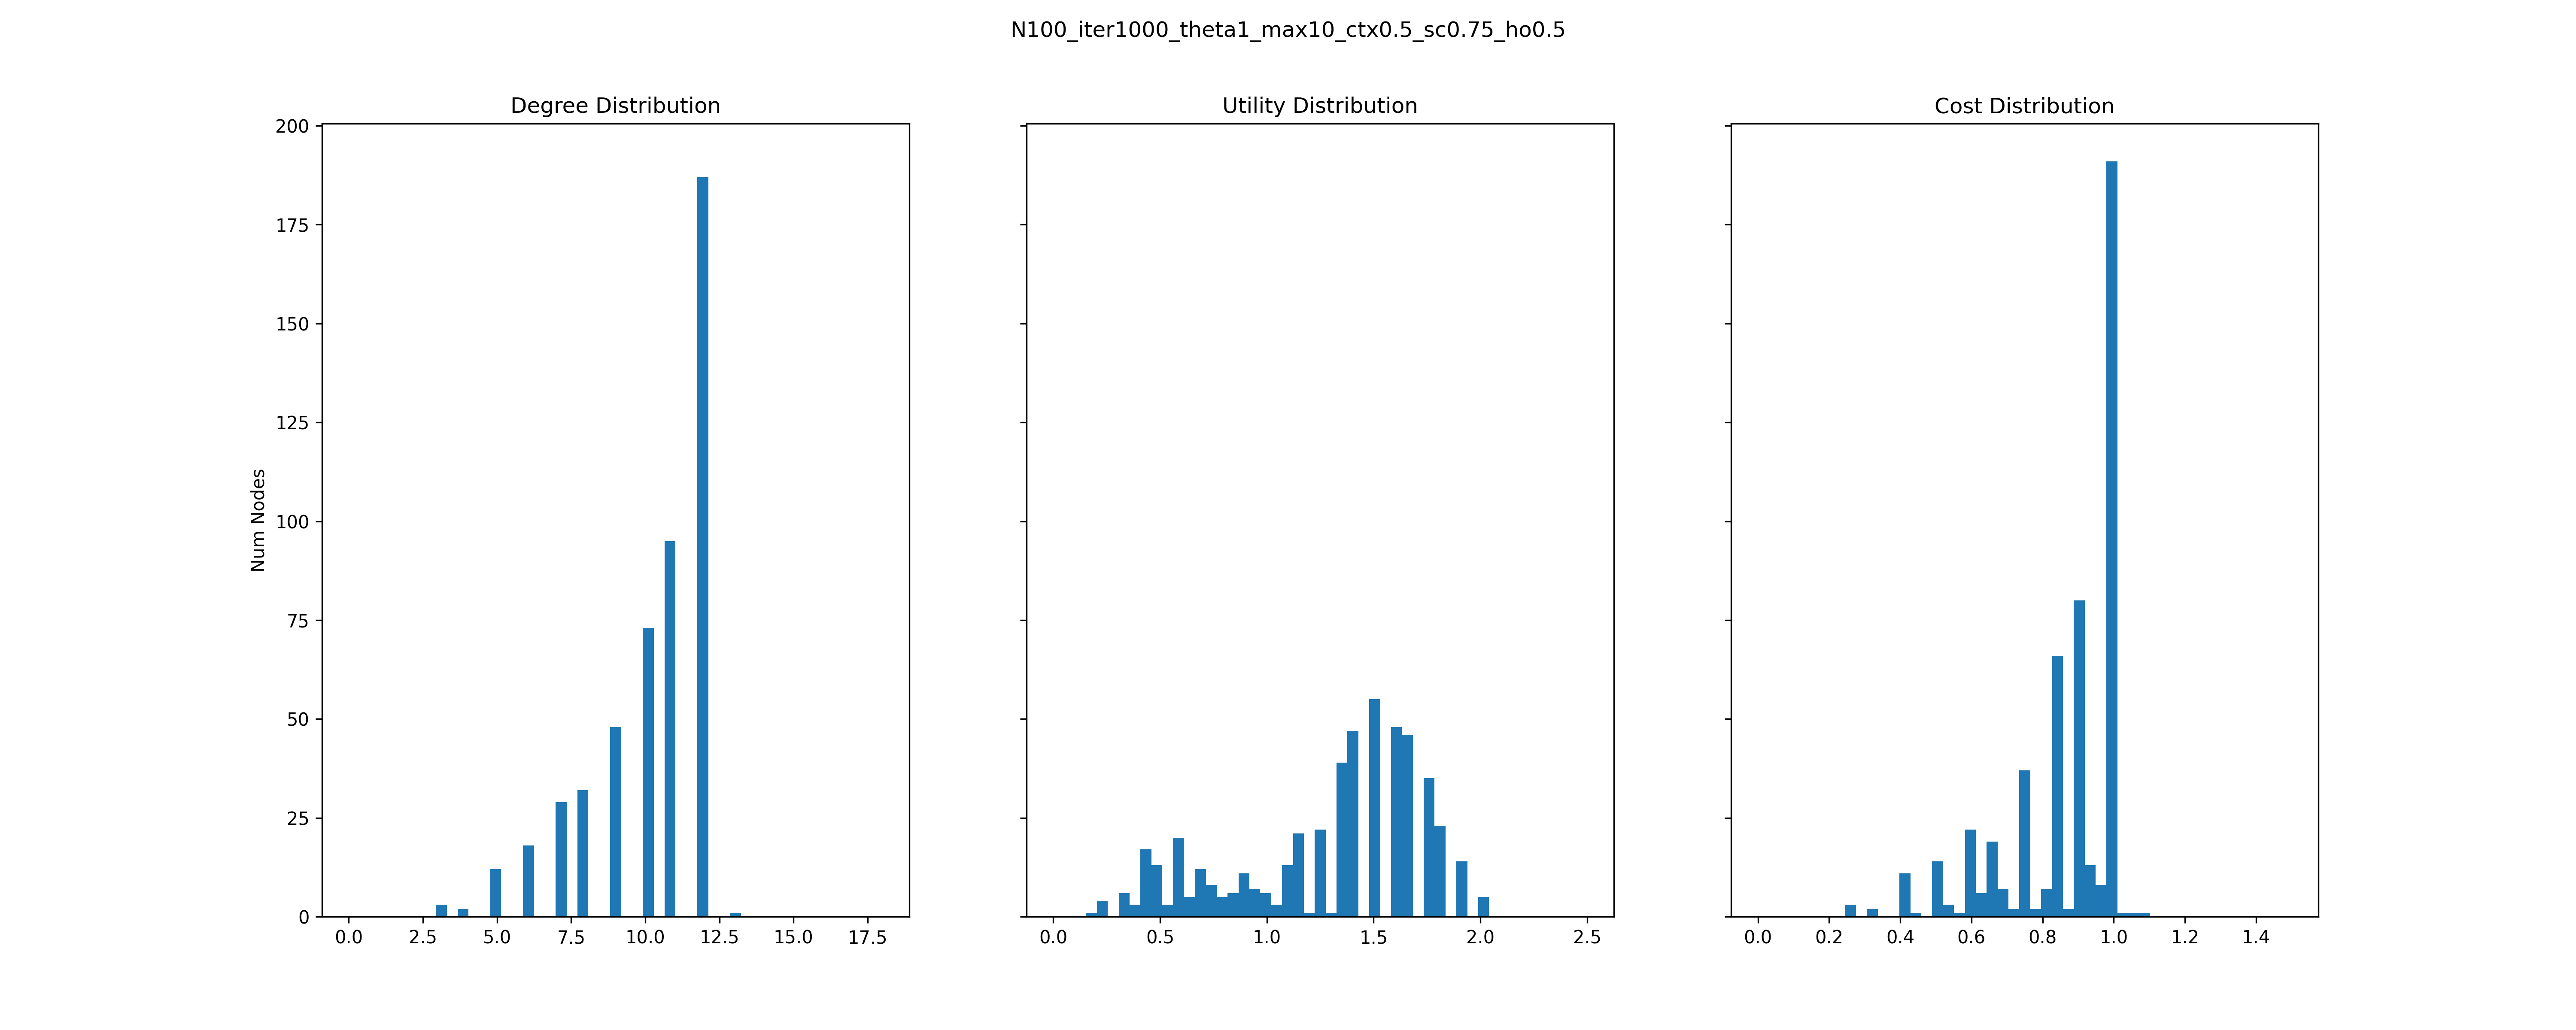 N100_iter1000_theta1_max10_ctx0.5_sc0.75_ho0.5
Degree Distribution
Utility Distribution
Cost Distribution
200
175
150
125
100
75
50
25
0
Num Nodes
0.0 2.5 5.0 7.5 10.0 12.5 15.0 17.5
0.0 0.5 1.0 1.5 2.0 2.5
0.0 0.2 0.4 0.6 0.8 1.0 1.2 1.4